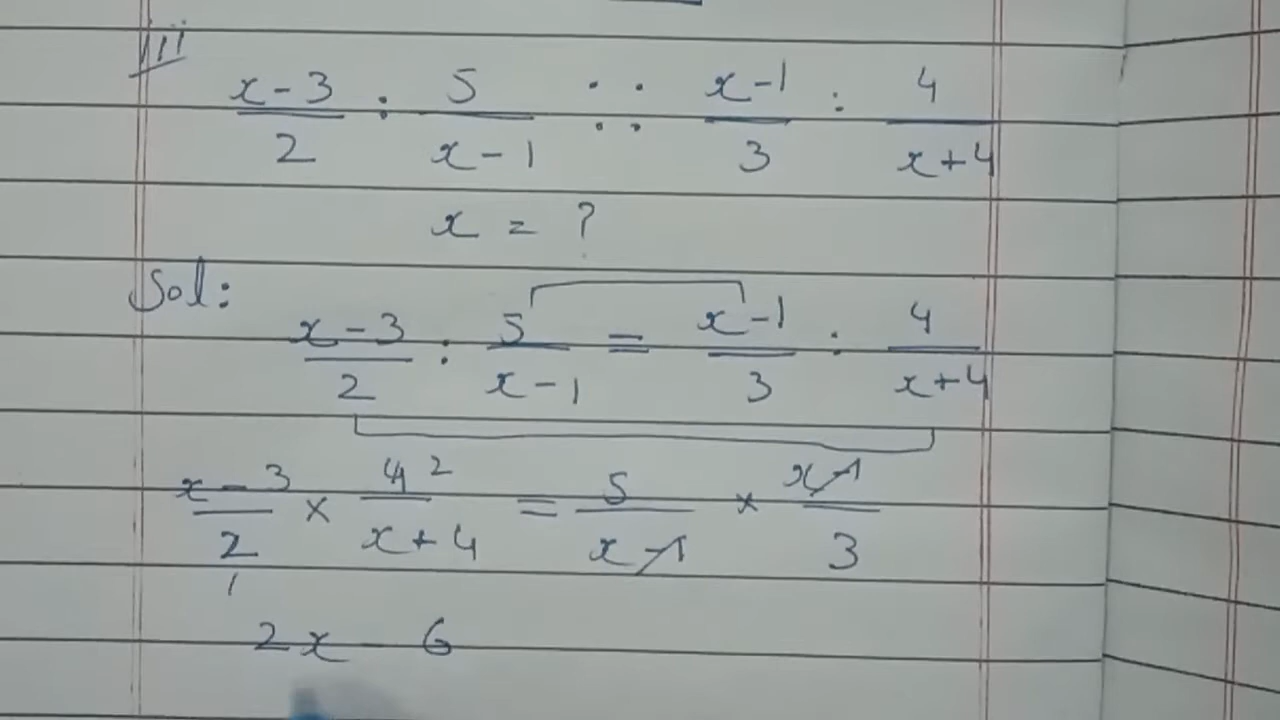 iii
(x-3)/2 : 5/(x-1) :: (x-1)/3 : 4/(x+4)
x = ?
Sol:
(x-3)/2 : 5/(x-1) = (x-1)/3 : 4/(x+4)
(x-3)/2 × 4/(x+4) = 5/(x-1) × (x-1)/3
2x - 6